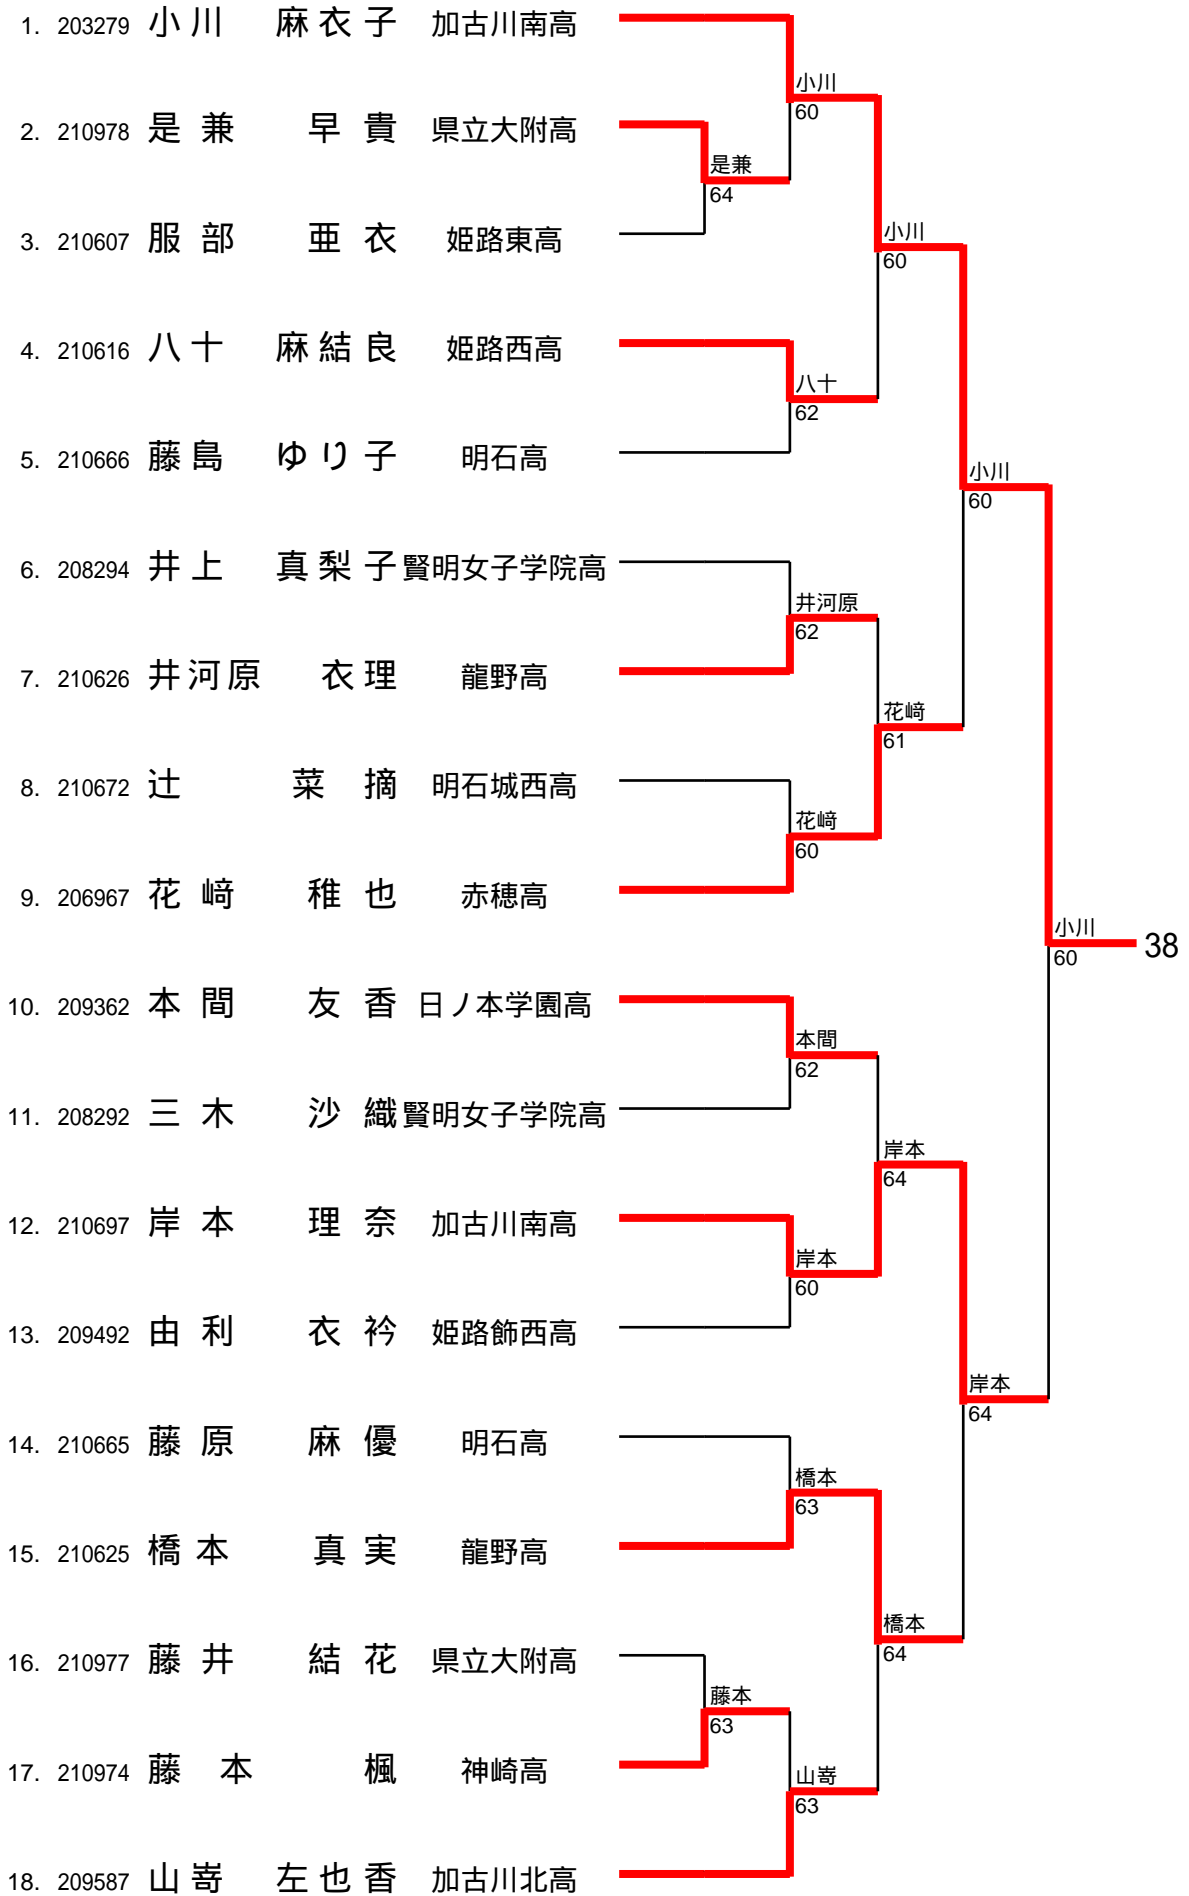 1. 203279 小川 麻衣子 加古川南高
小川
60
2. 210978 是兼 早貴 県立大附高
是兼
64
3. 210607 服部 亜衣 姫路東高
小川
60
4. 210616 八十 麻結良 姫路西高
八十
62
5. 210666 藤島 ゆり子 明石高
小川
60
6. 208294 井上 真梨子 賢明女子学院高
井河原
62
7. 210626 井河原 衣理 龍野高
花﨑
61
8. 210672 辻 菜摘 明石城西高
花﨑
60
9. 206967 花﨑 稚也 赤穂高
小川
60
38
10. 209362 本間 友香 日ノ本学園高
本間
62
11. 208292 三木 沙織 賢明女子学院高
岸本
64
12. 210697 岸本 理奈 加古川南高
岸本
60
13. 209492 由利 衣衿 姫路飾西高
岸本
64
14. 210665 藤原 麻優 明石高
橋本
63
15. 210625 橋本 真実 龍野高
橋本
64
16. 210977 藤井 結花 県立大附高
藤本
63
17. 210974 藤本 楓 神崎高
山嵜
63
18. 209587 山嵜 左也香 加古川北高